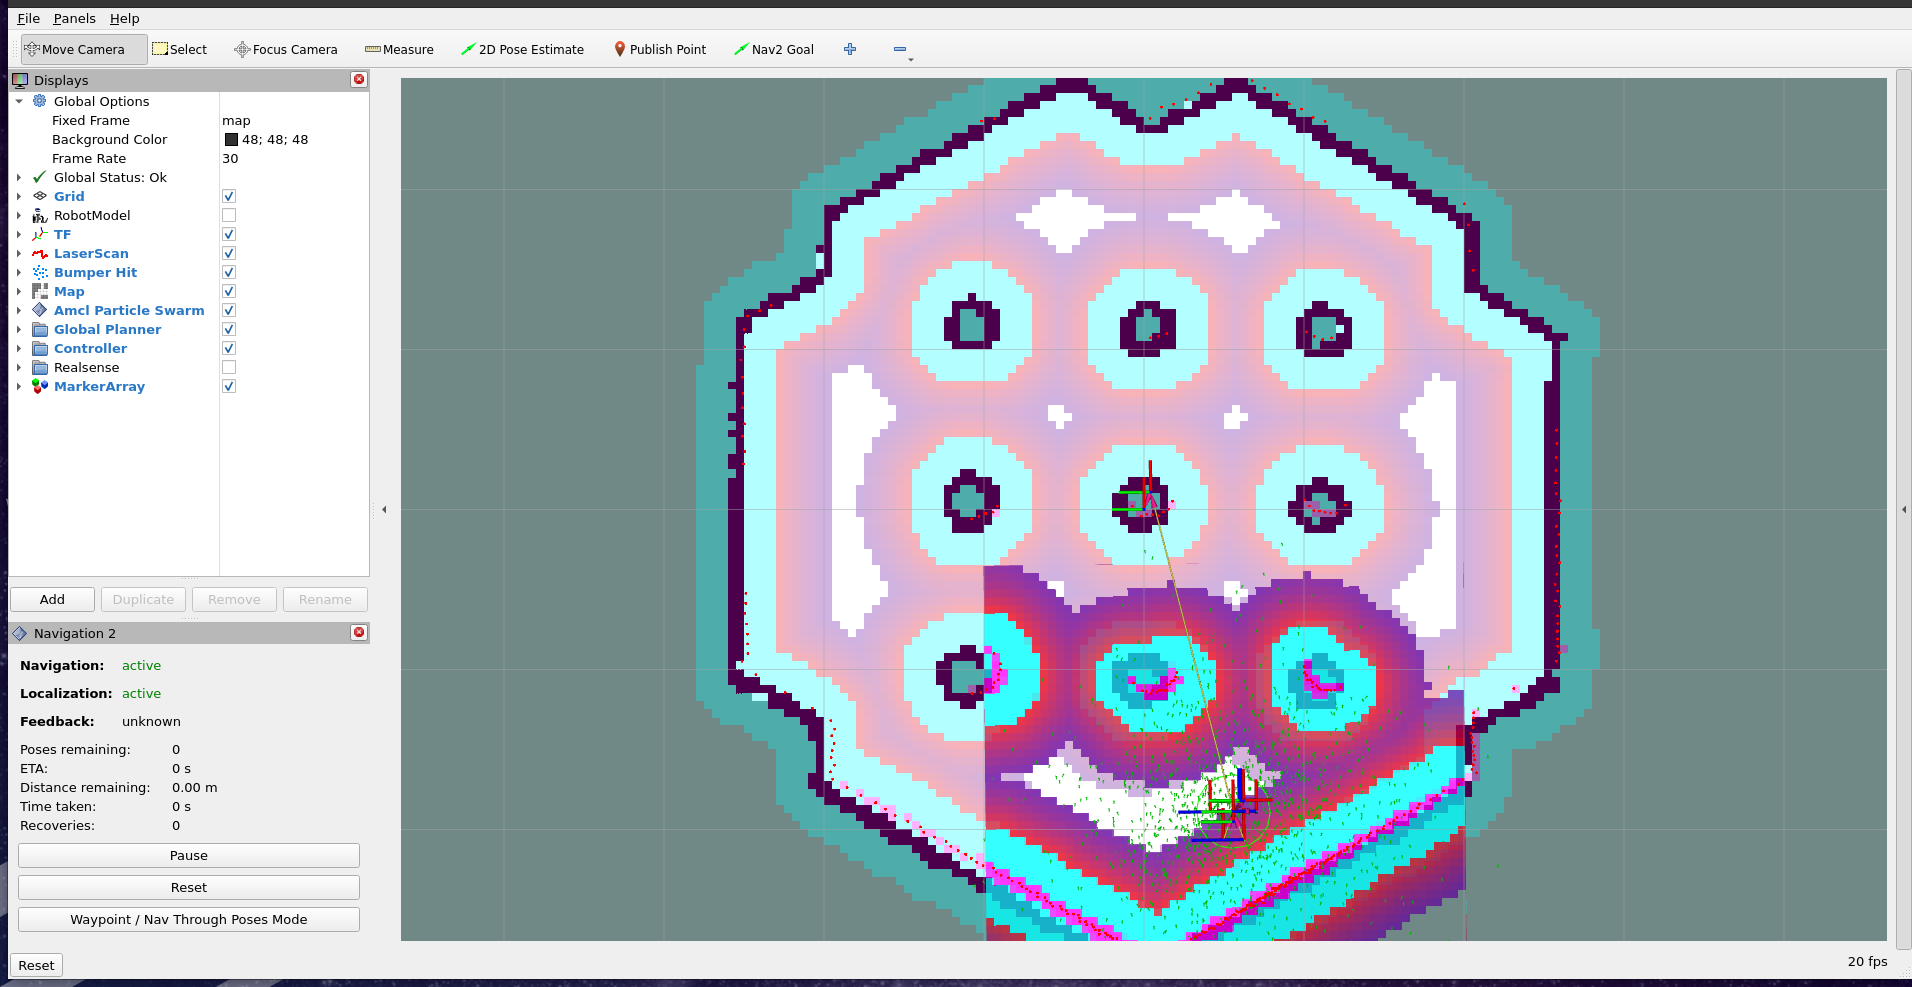 File Panels Help
Move Camera Select Focus Camera Measure 2D Pose Estimate Publish Point Nav2 Goal
Displays
Global Options
Fixed Frame map
Background Color 48; 48; 48
Frame Rate 30
Global Status: Ok
Grid
RobotModel
TF
LaserScan
Bumper Hit
Map
Amcl Particle Swarm
Global Planner
Controller
Realsense
MarkerArray
Add Duplicate Remove Rename
Navigation 2
Navigation: active
Localization: active
Feedback: unknown
Poses remaining: 0
ETA: 0 s
Distance remaining: 0.00 m
Time taken: 0 s
Recoveries: 0
Pause
Reset
Waypoint / Nav Through Poses Mode
Reset
20 fps